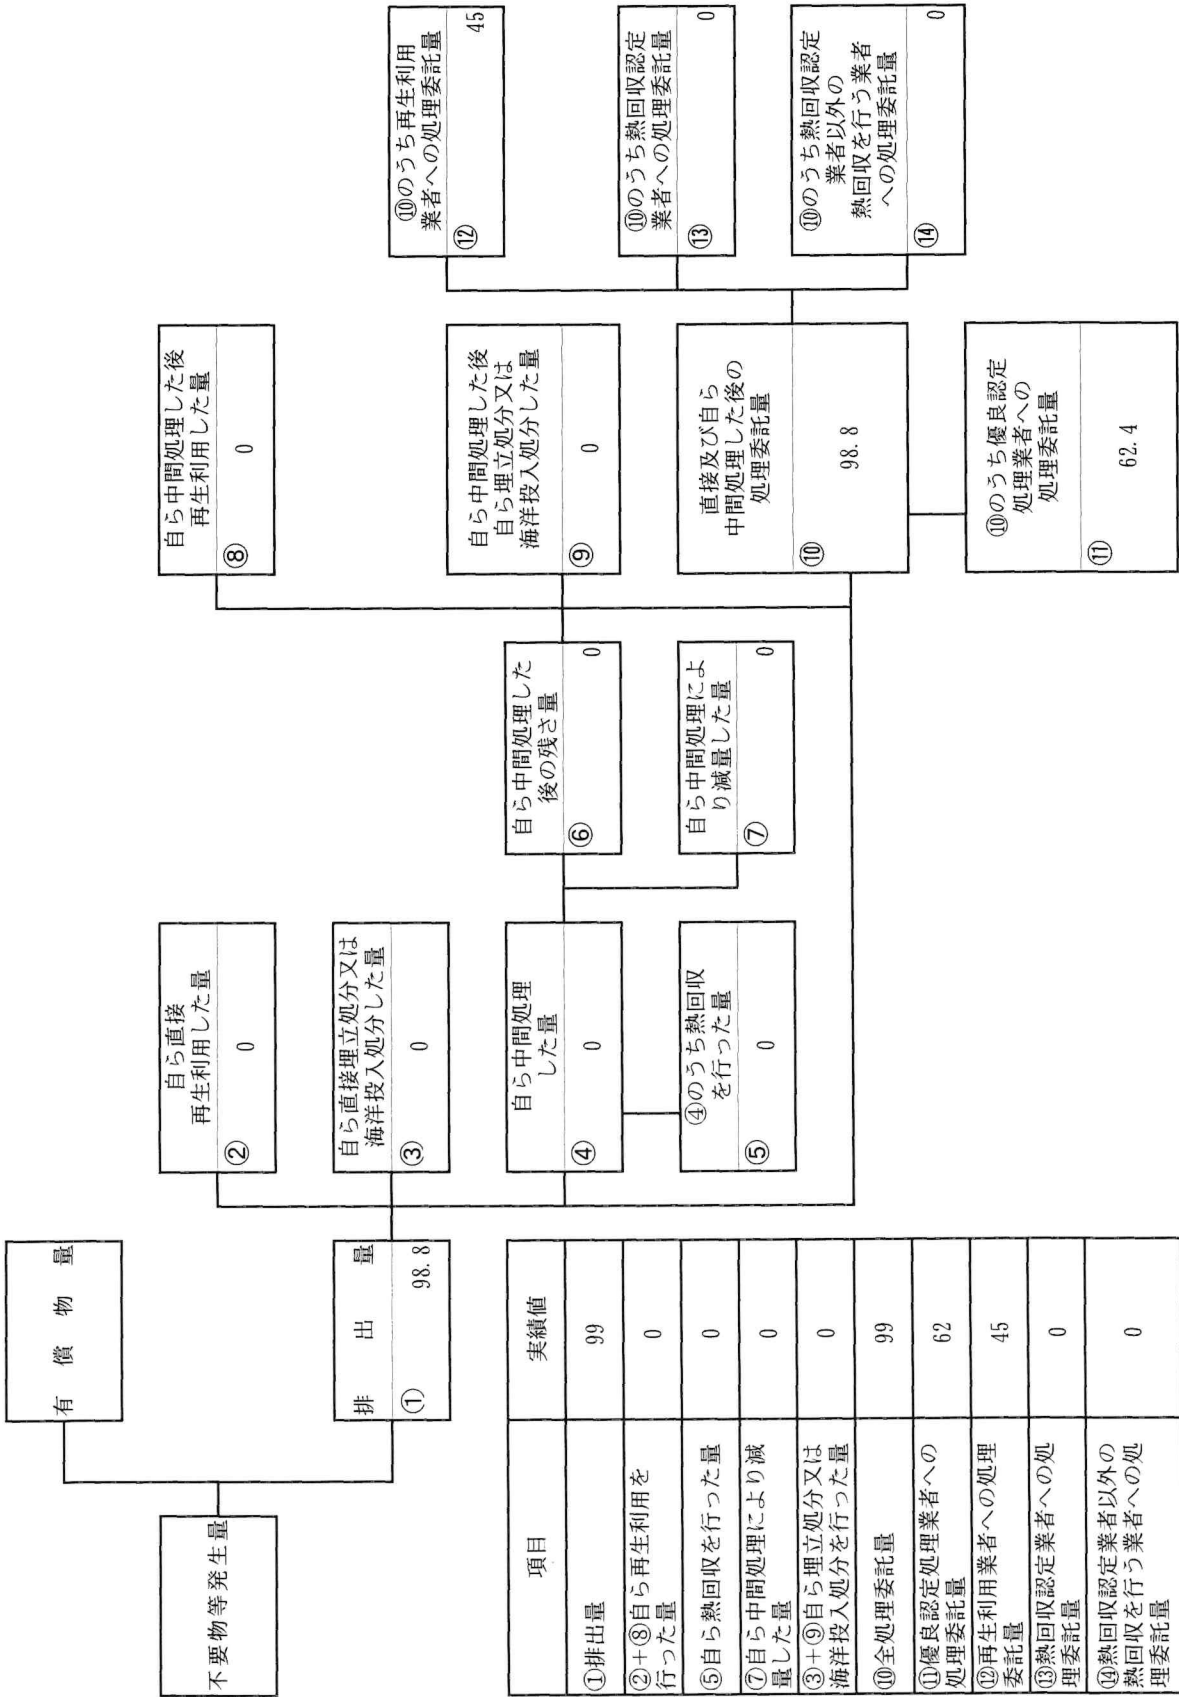 有償物量
不要物等発生量
排出量
① 98.8
自ら直接
再生利用した量
② 0
自ら直接埋立処分又は
海洋投入処分した量
③ 0
自ら中間処理
した量
④ 0
④のうち熱回収
を行った量
⑤ 0
自ら中間処理した
後の残さ量
⑥ 0
自ら中間処理によ
り減量した量
⑦ 0
自ら中間処理した後
再生利用した量
⑧ 0
自ら中間処理した後
自ら埋立処分又は
海洋投入処分した量
⑨ 0
直接及び自ら
中間処理した後の
処理委託量
⑩ 98.8
⑩のうち優良認定
処理業者への
処理委託量
⑪ 62.4
⑩のうち再生利用
業者への処理委託量
⑫ 45
⑩のうち熱回収認定
業者への処理委託量
⑬ 0
⑩のうち熱回収認定
業者以外の
熱回収を行う業者
への処理委託量
⑭ 0
項目 実績値
①排出量 99
②+⑧自ら再生利用を
行った量 0
⑤自ら熱回収を行った量 0
⑦自ら中間処理により減
量した量 0
③+⑨自ら埋立処分又は
海洋投入処分を行った量 0
⑩全処理委託量 99
⑪優良認定処理業者への
処理委託量 62
⑫再生利用業者への処理
委託量 45
⑬熱回収認定業者への処
理委託量 0
⑭熱回収認定業者以外の
熱回収を行う業者への処
理委託量 0